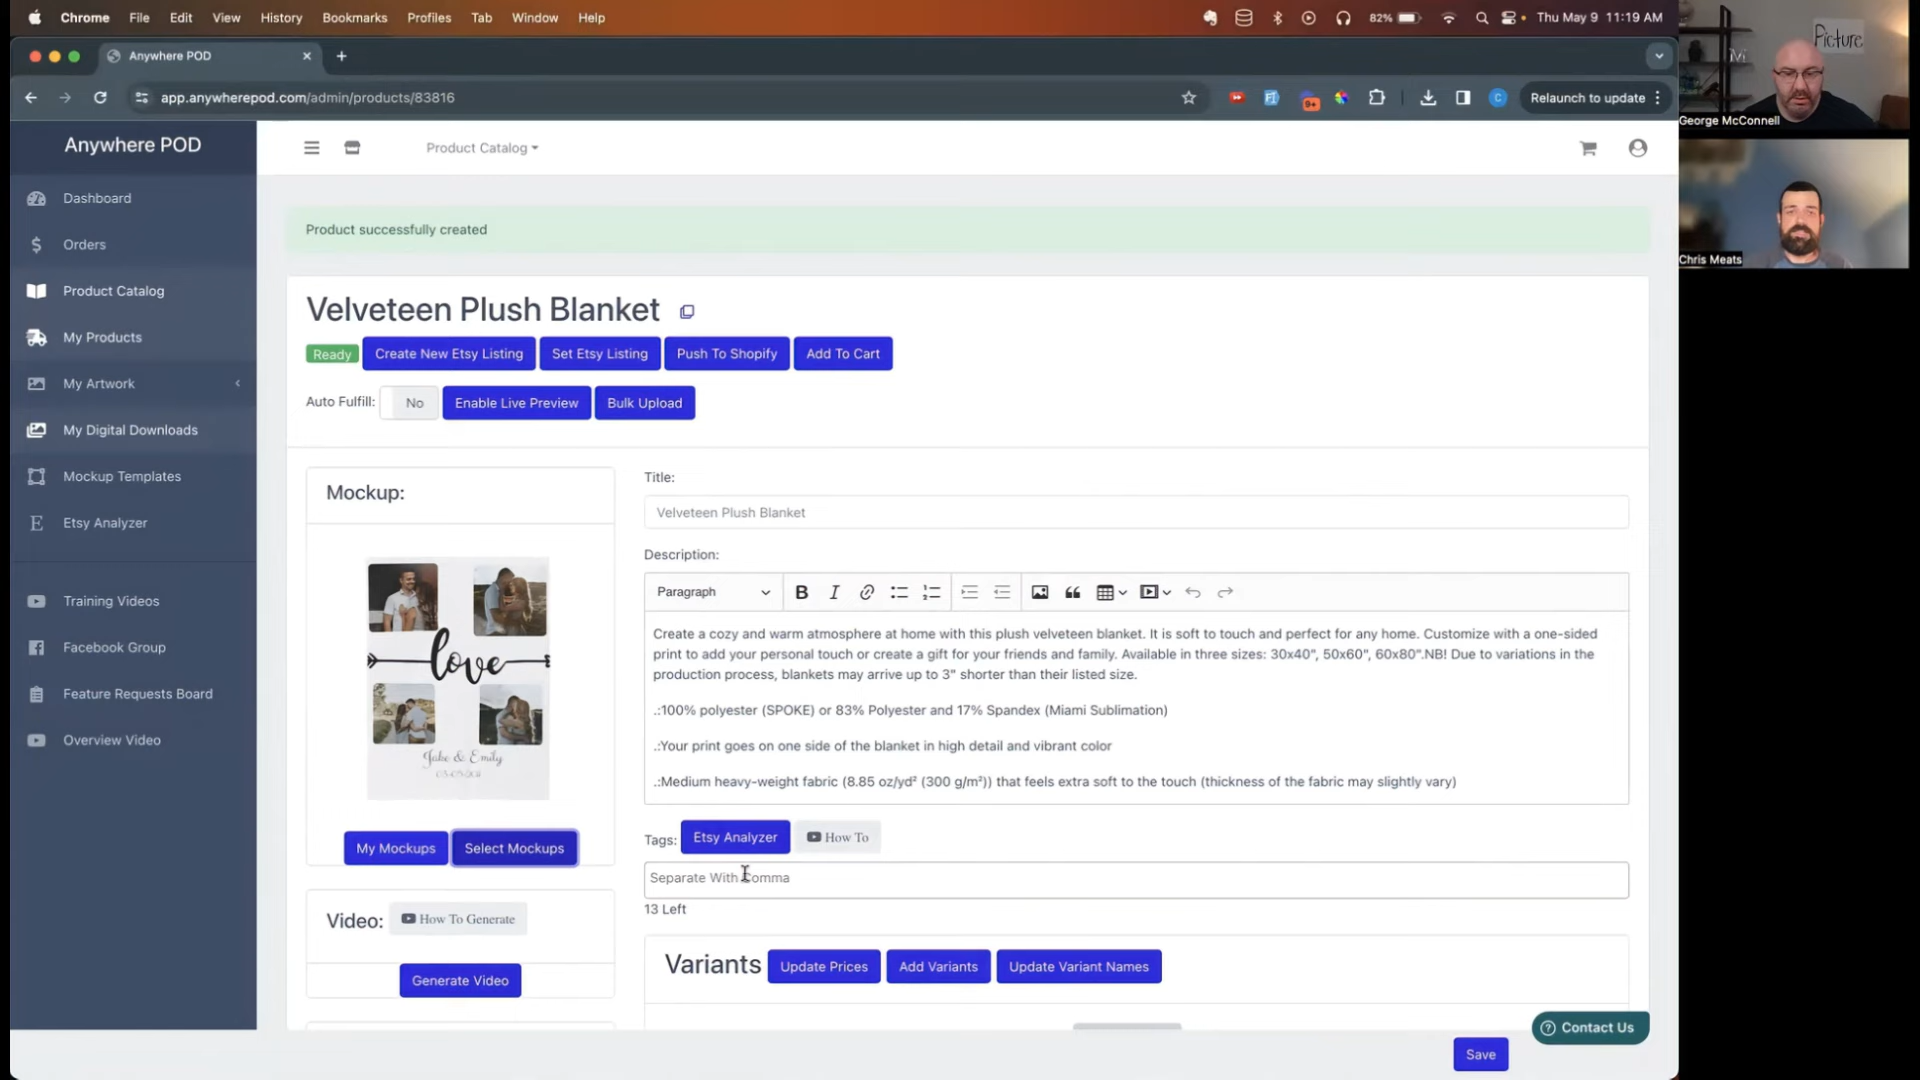 Chrome File Edit View History Bookmarks Profiles Tab Window Help 82% Thu May 9 11:19 AM
Anywhere POD
app.anywherepod.com/admin/products/83816
9+
C
Relaunch to update
Picture
George McConnell
Chris Meats
Anywhere POD
Dashboard
Orders
Product Catalog
My Products
My Artwork
My Digital Downloads
Mockup Templates
Etsy Analyzer
Training Videos
Facebook Group
Feature Requests Board
Overview Video
Product Catalog
Product successfully created
Velveteen Plush Blanket
Ready Create New Etsy Listing Set Etsy Listing Push To Shopify Add To Cart
Auto Fulfill: No Enable Live Preview Bulk Upload
Mockup:
love
Jake & Emily
My Mockups Select Mockups
Video: How To Generate
Generate Video
Title:
Velveteen Plush Blanket
Description:
Paragraph
Create a cozy and warm atmosphere at home with this plush velveteen blanket. It is soft to touch and perfect for any home. Customize with a one-sided
print to add your personal touch or create a gift for your friends and family. Available in three sizes: 30x40", 50x60", 60x80".NB! Due to variations in the
production process, blankets may arrive up to 3" shorter than their listed size.
.:100% polyester (SPOKE) or 83% Polyester and 17% Spandex (Miami Sublimation)
.:Your print goes on one side of the blanket in high detail and vibrant color
.:Medium heavy-weight fabric (8.85 oz/yd² (300 g/m²)) that feels extra soft to the touch (thickness of the fabric may slightly vary)
Tags: Etsy Analyzer How To
Separate With Comma
13 Left
Variants Update Prices Add Variants Update Variant Names
Contact Us
Save